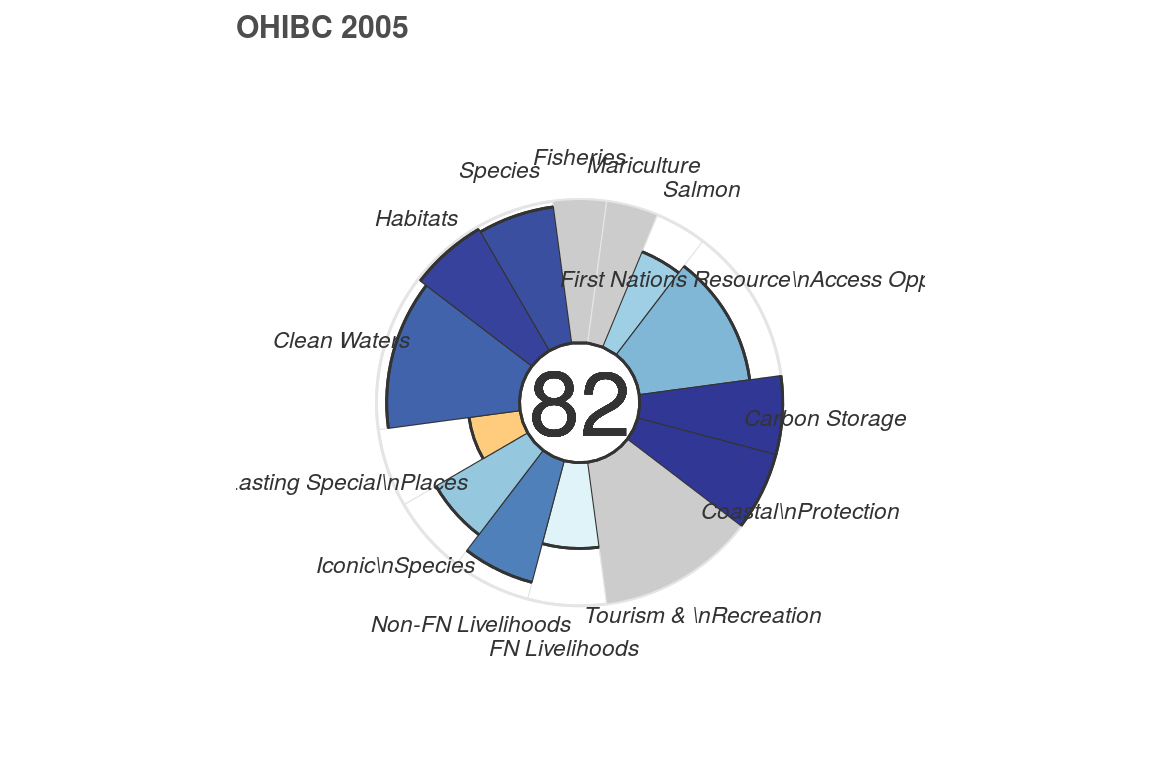 OHIBC 2005
Fisheries
Mariculture
Species
Salmon
Habitats
First Nations Resource\nAccess Opp
Clean Waters
82
Carbon Storage
asting Special\nPlaces
Coastal\nProtection
Iconic\nSpecies
Tourism & \nRecreation
Non-FN Livelihoods
FN Livelihoods